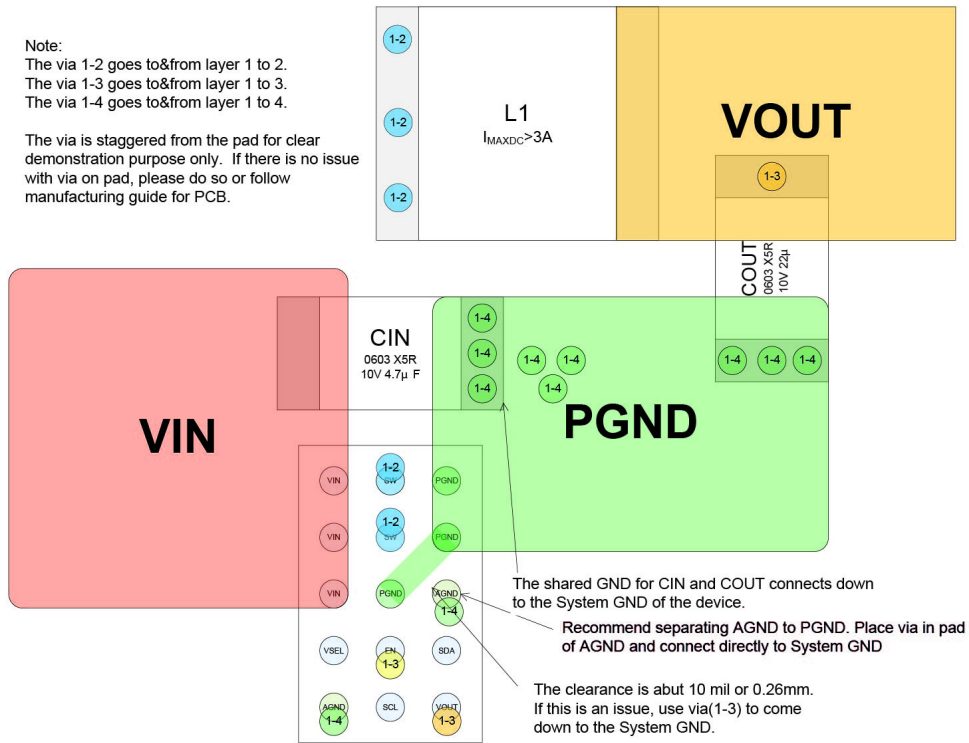 Note:
The via 1-2 goes to&from layer 1 to 2.
The via 1-3 goes to&from layer 1 to 3.
The via 1-4 goes to&from layer 1 to 4.
The via is staggered from the pad for clear
demonstration purpose only. If there is no issue
with via on pad, please do so or follow
manufacturing guide for PCB.
1-2
1-2
1-2
L1
IMAXDC>3A
VOUT
1-3
COUT
0603 X5R
10V 22µ
1-4 1-4 1-4
VIN
CIN
0603 X5R
10V 4.7µ F
1-4
1-4
1-4
1-4 1-4
1-4
PGND
1-2
VIN SW PGND
1-2
VIN SW PGND
VIN PGND AGND
1-4
VSEL EN SDA
1-3
AGND SCL VOUT
1-4 1-3
The shared GND for CIN and COUT connects down
to the System GND of the device.
Recommend separating AGND to PGND. Place via in pad
of AGND and connect directly to System GND
The clearance is abut 10 mil or 0.26mm.
If this is an issue, use via(1-3) to come
down to the System GND.